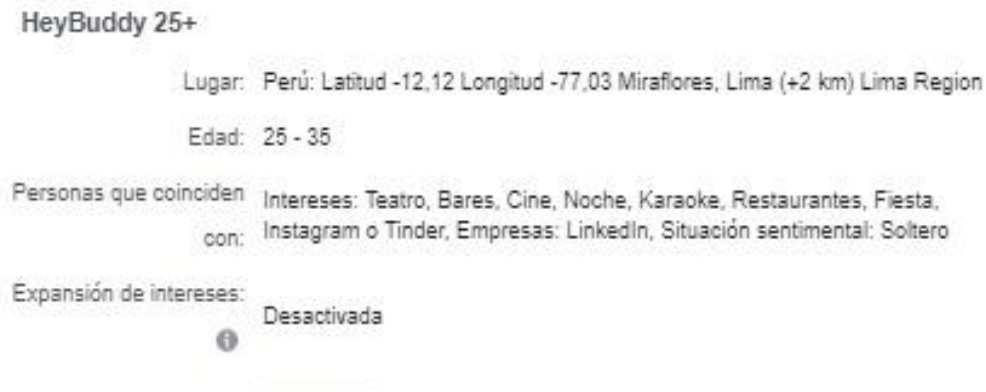 HeyBuddy 25+
Lugar: Perú: Latitud -12,12 Longitud -77,03 Miraflores, Lima (+2 km) Lima Region
Edad: 25 - 35
Personas que coinciden con: Intereses: Teatro, Bares, Cine, Noche, Karaoke, Restaurantes, Fiesta,
Instagram o Tinder, Empresas: LinkedIn, Situación sentimental: Soltero
Expansión de intereses:
Desactivada